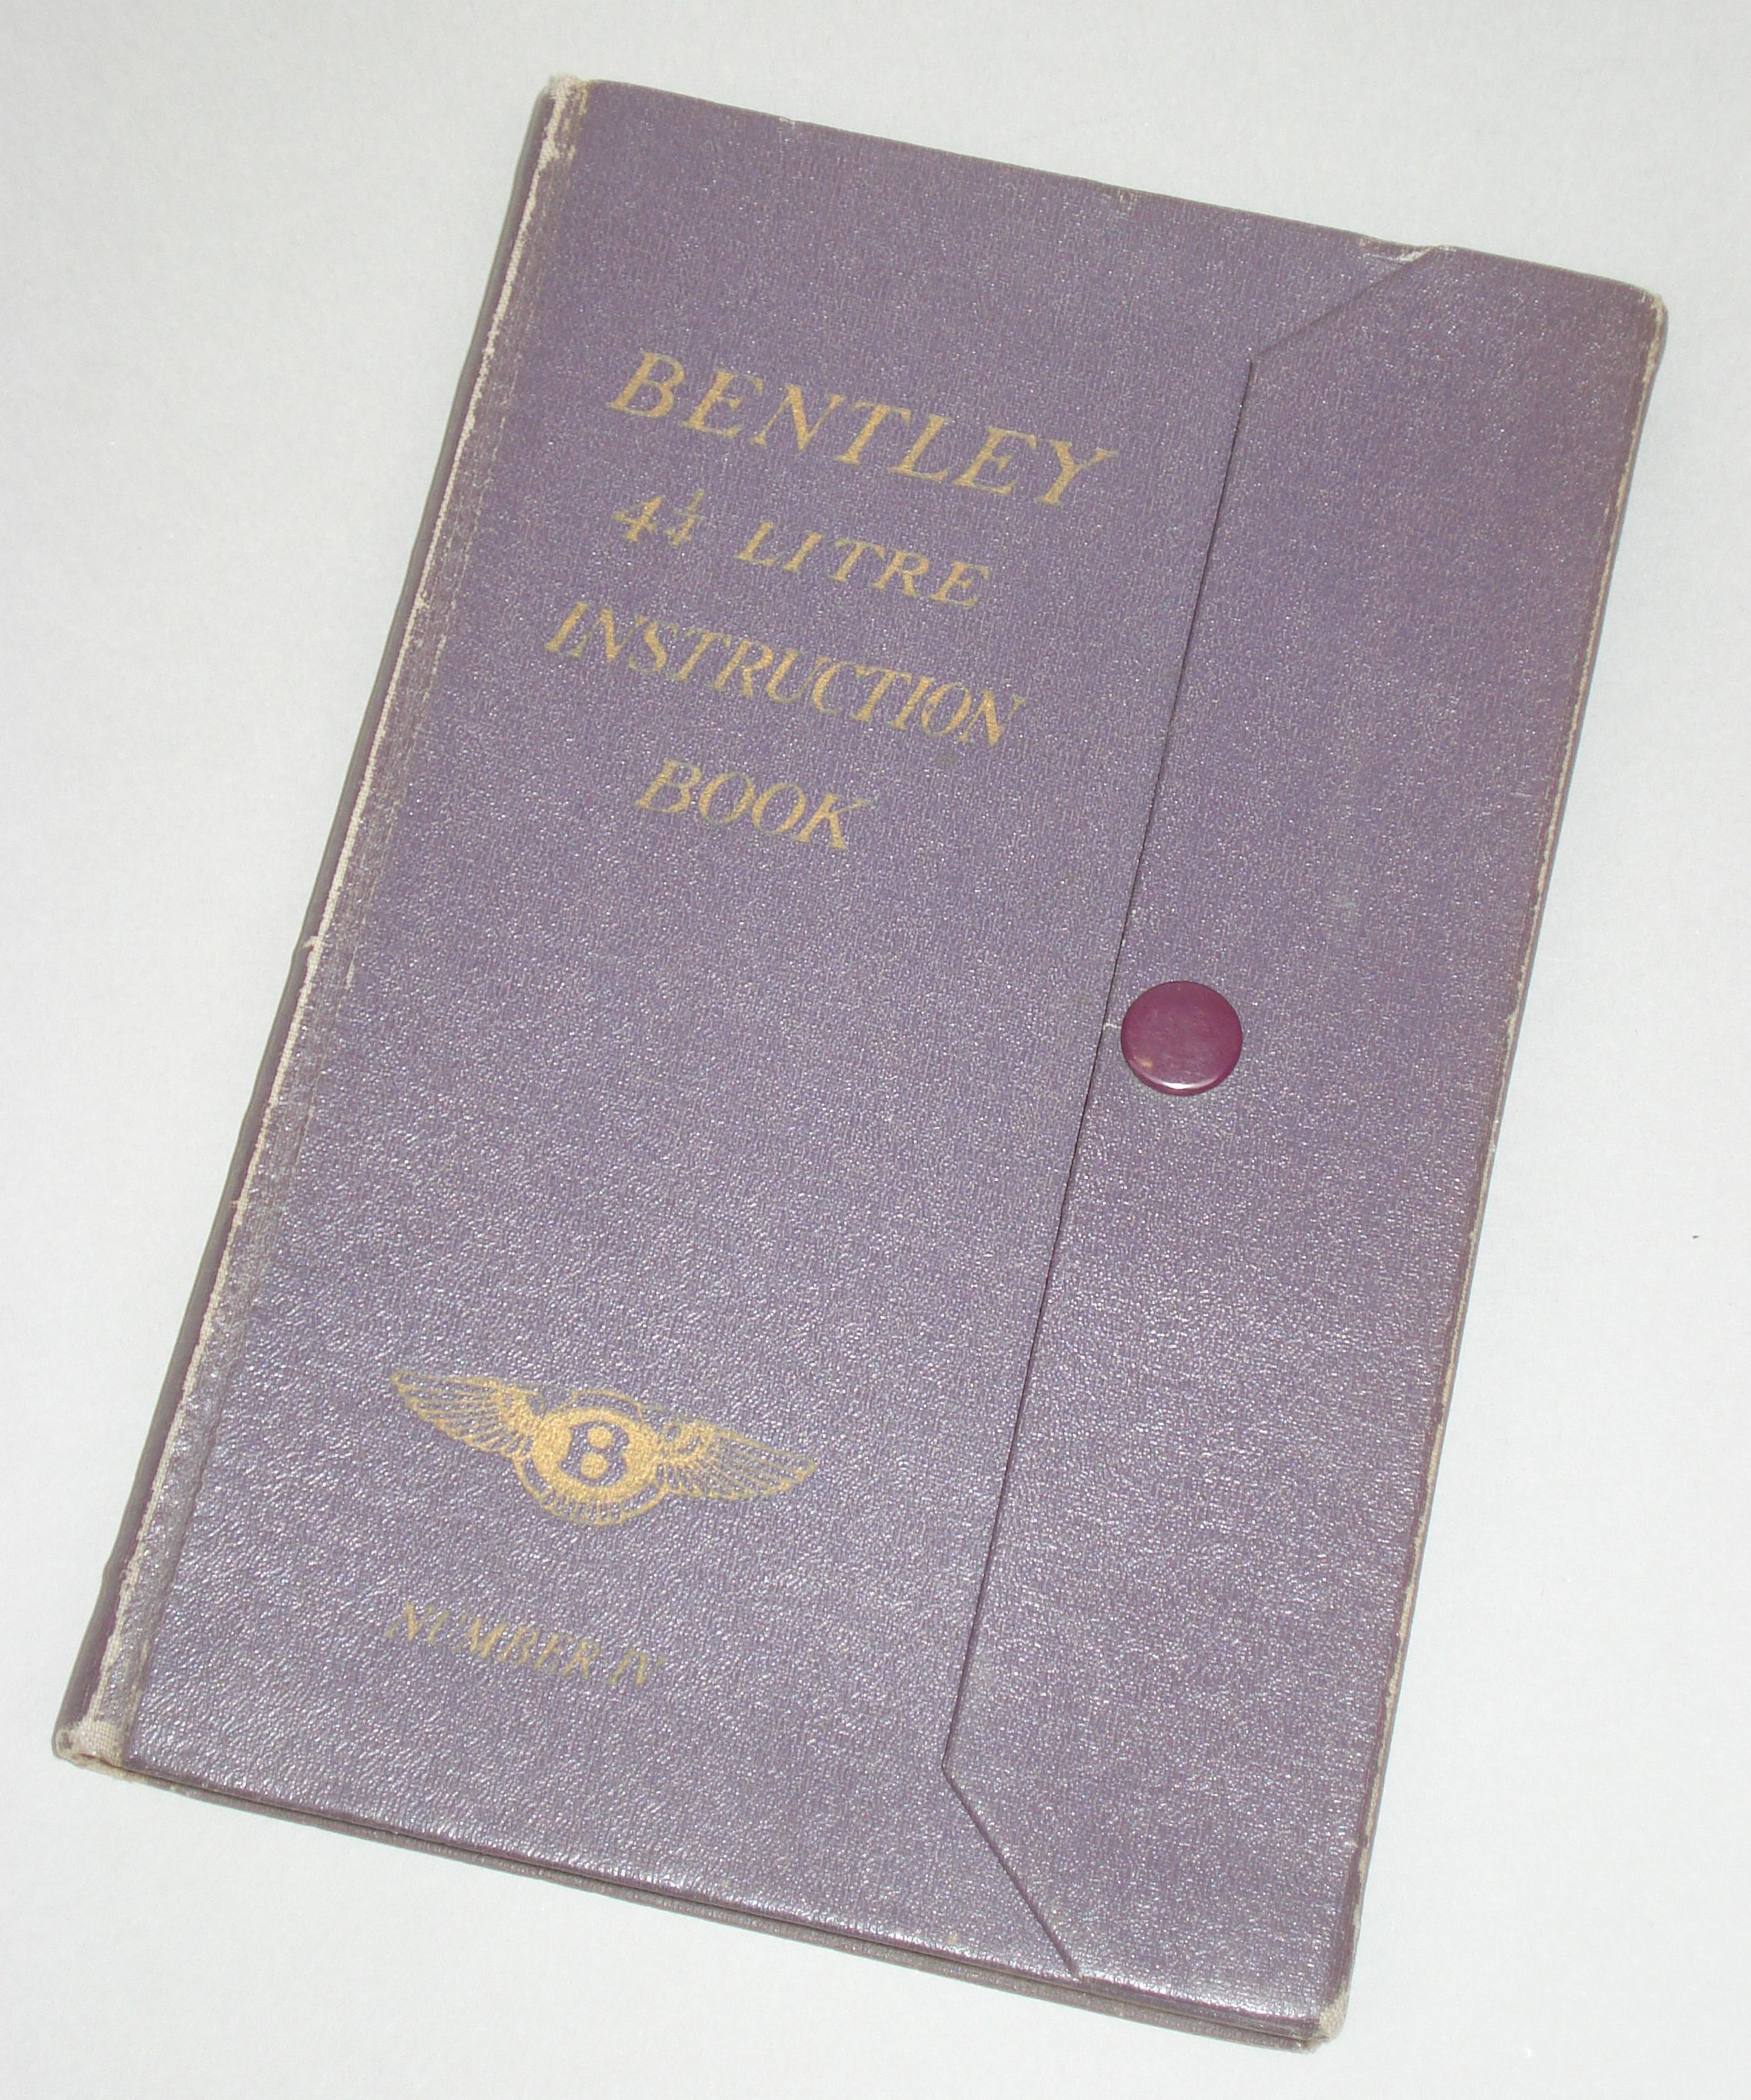 BENTLEY
4¼ LITRE
INSTRUCTION
BOOK
B
NUMBER IV